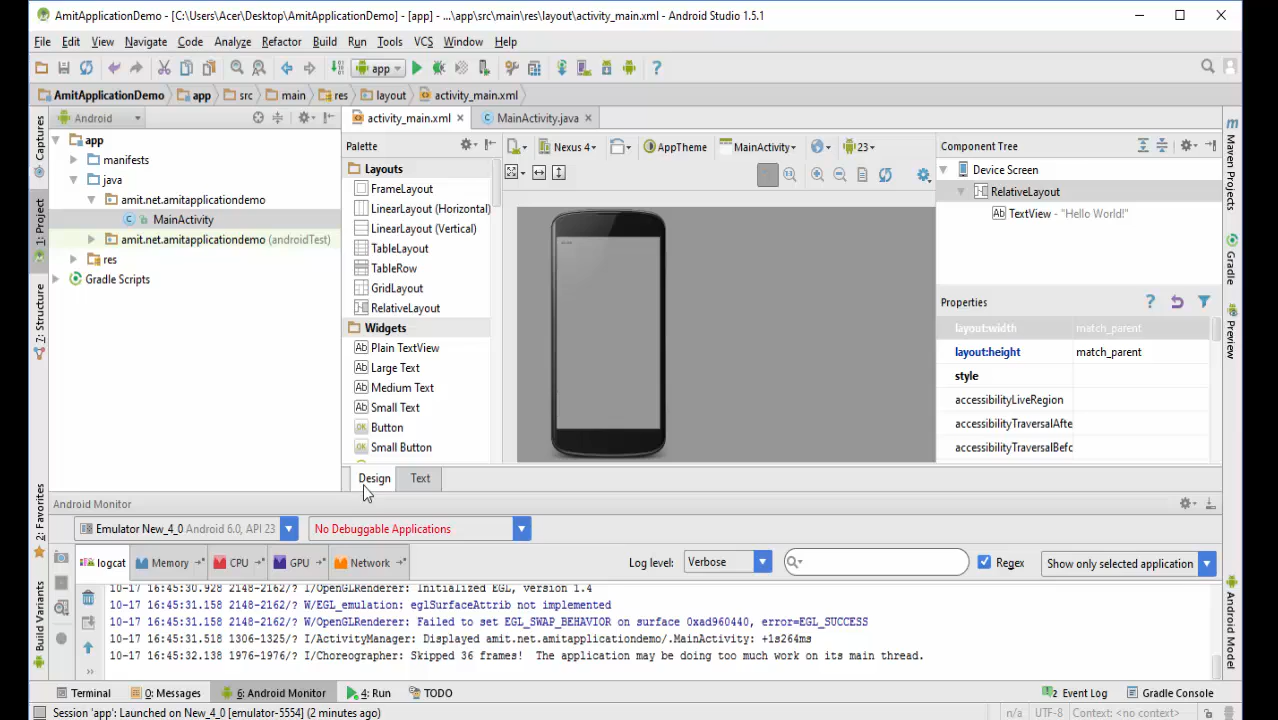 AmitApplicationDemo - [C:\Users\Acer\Desktop\AmitApplicationDemo] - [app] - ...\app\src\main\res\layout\activity_main.xml - Android Studio 1.5.1
File Edit View Navigate Code Analyze Refactor Build Run Tools VCS Window Help
app
AmitApplicationDemo app src main res layout activity_main.xml
Android
activity_main.xml
MainActivity.java
Captures
1: Project
7: Structure
2: Favorites
Build Variants
app
manifests
java
amit.net.amitapplicationdemo
MainActivity
amit.net.amitapplicationdemo (androidTest)
res
Gradle Scripts
Palette
Layouts
FrameLayout
LinearLayout (Horizontal)
LinearLayout (Vertical)
TableLayout
TableRow
GridLayout
RelativeLayout
Widgets
Ab Plain TextView
Ab Large Text
Ab Medium Text
Ab Small Text
OK Button
OK Small Button
Design Text
Nexus 4 AppTheme MainActivity 23
Component Tree
Device Screen
RelativeLayout
Ab TextView - "Hello World!"
Properties
layout:width match_parent
layout:height match_parent
style
accessibilityLiveRegion
accessibilityTraversalAfte
accessibilityTraversalBefc
Maven Projects
Gradle
Preview
Android Model
Android Monitor
Emulator New_4_0 Android 6.0, API 23
No Debuggable Applications
logcat Memory CPU GPU Network
Log level: Verbose
Regex
Show only selected application
10-17 16:45:30.928 2148-2162/? I/OpenGLRenderer: Initialized EGL, version 1.4
10-17 16:45:31.158 2148-2162/? W/EGL_emulation: eglSurfaceAttrib not implemented
10-17 16:45:31.158 2148-2162/? W/OpenGLRenderer: Failed to set EGL_SWAP_BEHAVIOR on surface 0xad960440, error=EGL_SUCCESS
10-17 16:45:31.518 1306-1325/? I/ActivityManager: Displayed amit.net.amitapplicationdemo/.MainActivity: +1s264ms
10-17 16:45:32.138 1976-1976/? I/Choreographer: Skipped 36 frames!  The application may be doing too much work on its main thread.
Terminal 0: Messages 6: Android Monitor 4: Run TODO
2 Event Log Gradle Console
Session 'app': Launched on New_4_0 [emulator-5554] (2 minutes ago)
n/a UTF-8 Context: <no context>